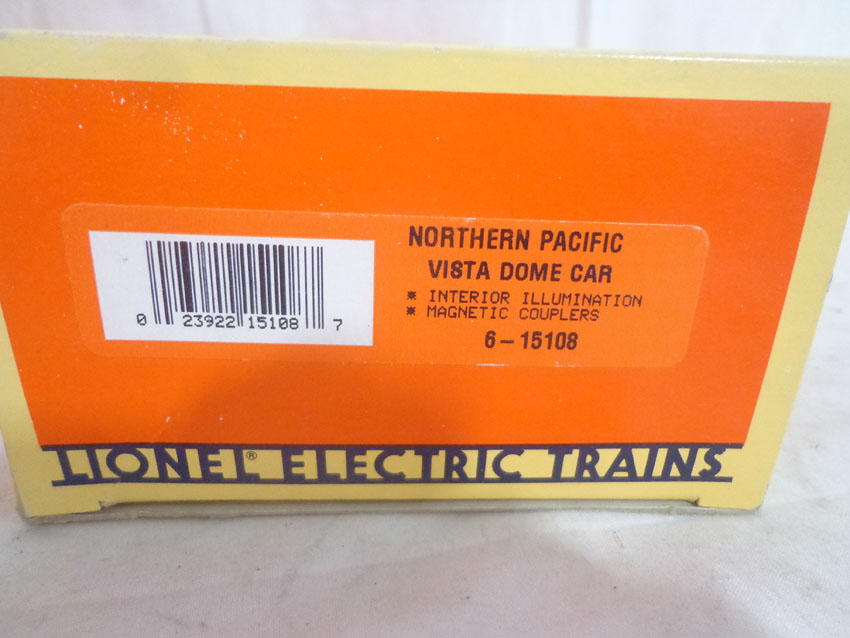 NORTHERN PACIFIC
VISTA DOME CAR
* INTERIOR ILLUMINATION
* MAGNETIC COUPLERS
6-15108
0 23922 15108 7
LIONEL® ELECTRIC TRAINS